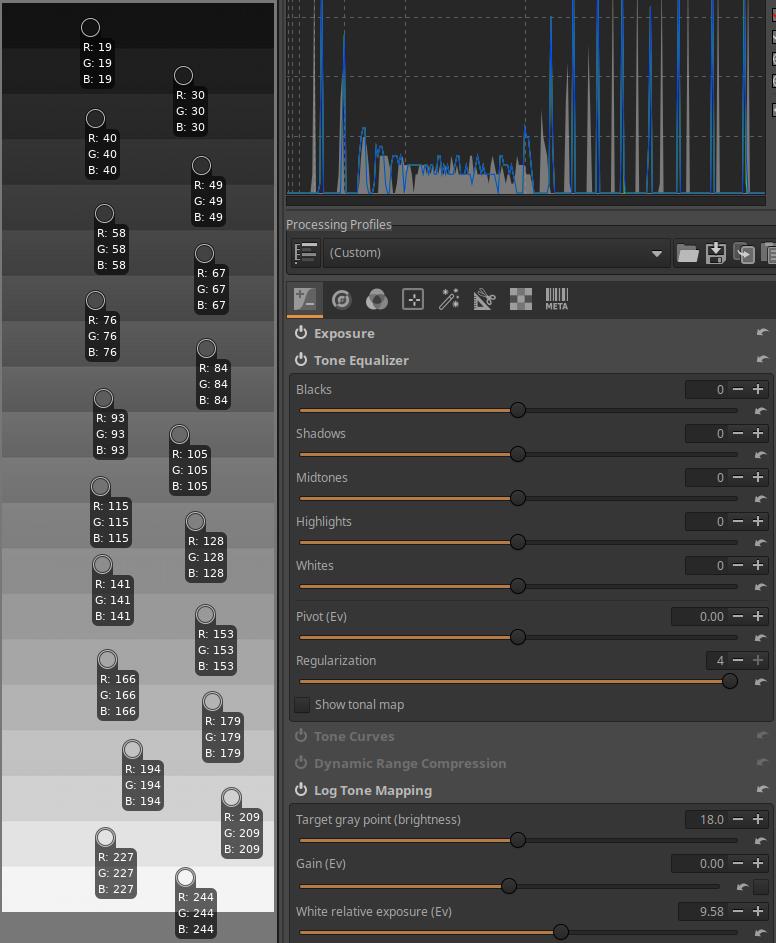 R: 19
G: 19
B: 19
R: 30
G: 30
B: 30
R: 40
G: 40
B: 40
R: 49
G: 49
B: 49
R: 58
G: 58
B: 58
R: 67
G: 67
B: 67
R: 76
G: 76
B: 76
R: 84
G: 84
B: 84
R: 93
G: 93
B: 93
R: 105
G: 105
B: 105
R: 115
G: 115
B: 115
R: 128
G: 128
B: 128
R: 141
G: 141
B: 141
R: 153
G: 153
B: 153
R: 166
G: 166
B: 166
R: 179
G: 179
B: 179
R: 194
G: 194
B: 194
R: 209
G: 209
B: 209
R: 227
G: 227
B: 227
R: 244
G: 244
B: 244
Processing Profiles
(Custom)
META
Exposure
Tone Equalizer
Blacks 0
Shadows 0
Midtones 0
Highlights 0
Whites 0
Pivot (Ev) 0.00
Regularization 4
Show tonal map
Tone Curves
Dynamic Range Compression
Log Tone Mapping
Target gray point (brightness) 18.0
Gain (Ev) 0.00
White relative exposure (Ev) 9.58